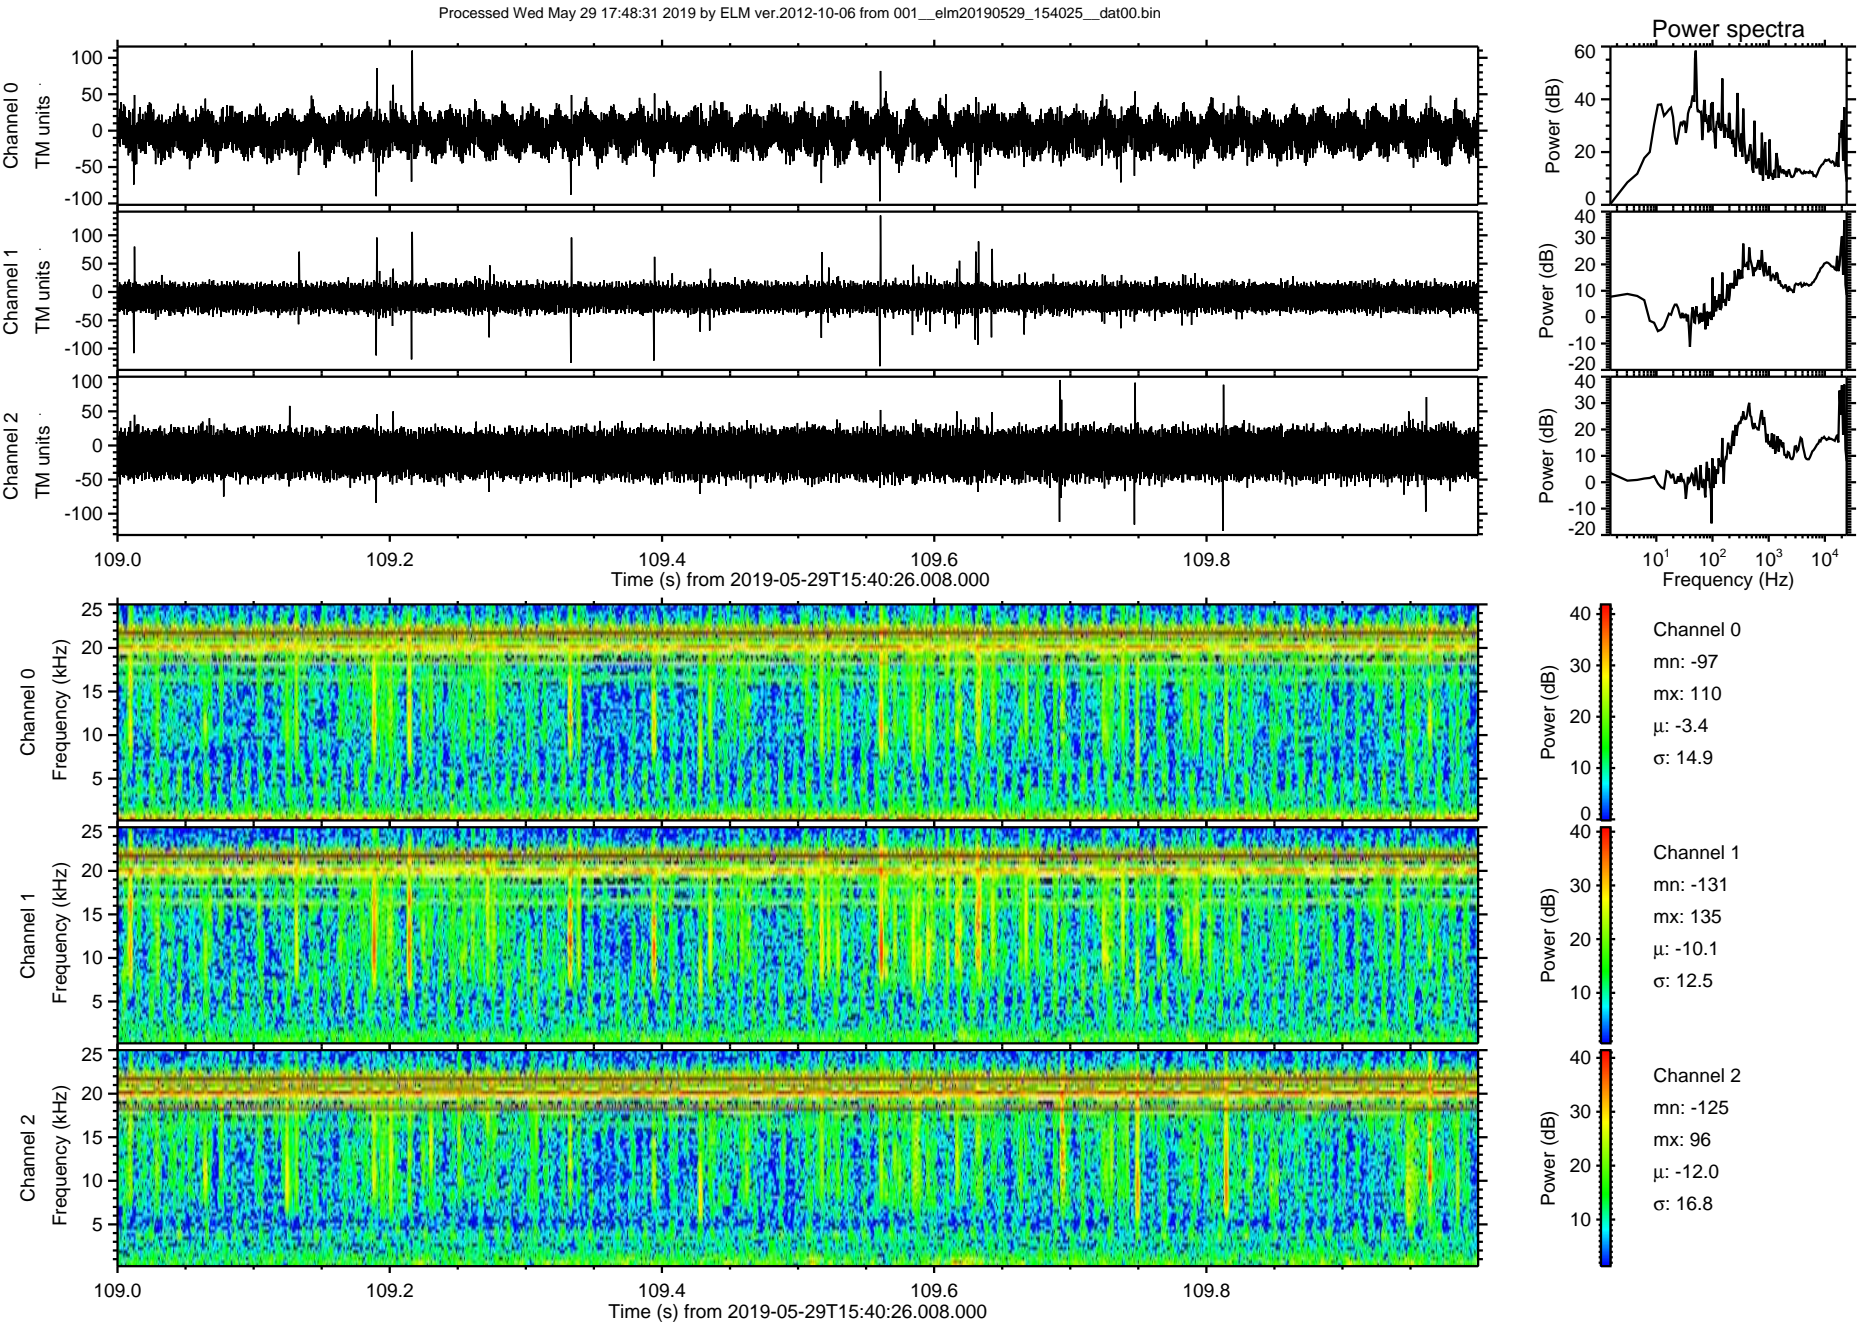 Processed Wed May 29 17:48:31 2019 by ELM ver.2012-10-06 from 001__elm20190529_154025__dat00.bin
Power spectra
Channel 0
TM units
100
50
0
-50
-100
Power (dB)
60
40
20
0
Channel 1
TM units
100
50
0
-50
-100
Power (dB)
40
30
20
10
0
-10
-20
Channel 2
TM units
100
50
0
-50
-100
Power (dB)
40
30
20
10
0
-10
-20
109.0 109.2 109.4 109.6 109.8
Time (s) from 2019-05-29T15:40:26.008.000
10¹ 10² 10³ 10⁴
Frequency (Hz)
Channel 0
Frequency (kHz)
25
20
15
10
5
Power (dB)
40
30
20
10
0
Channel 0
mn: -97
mx: 110
μ: -3.4
σ: 14.9
Channel 1
Frequency (kHz)
25
20
15
10
5
Power (dB)
40
30
20
10
Channel 1
mn: -131
mx: 135
μ: -10.1
σ: 12.5
Channel 2
Frequency (kHz)
25
20
15
10
5
Power (dB)
40
30
20
10
Channel 2
mn: -125
mx: 96
μ: -12.0
σ: 16.8
109.0 109.2 109.4 109.6 109.8
Time (s) from 2019-05-29T15:40:26.008.000